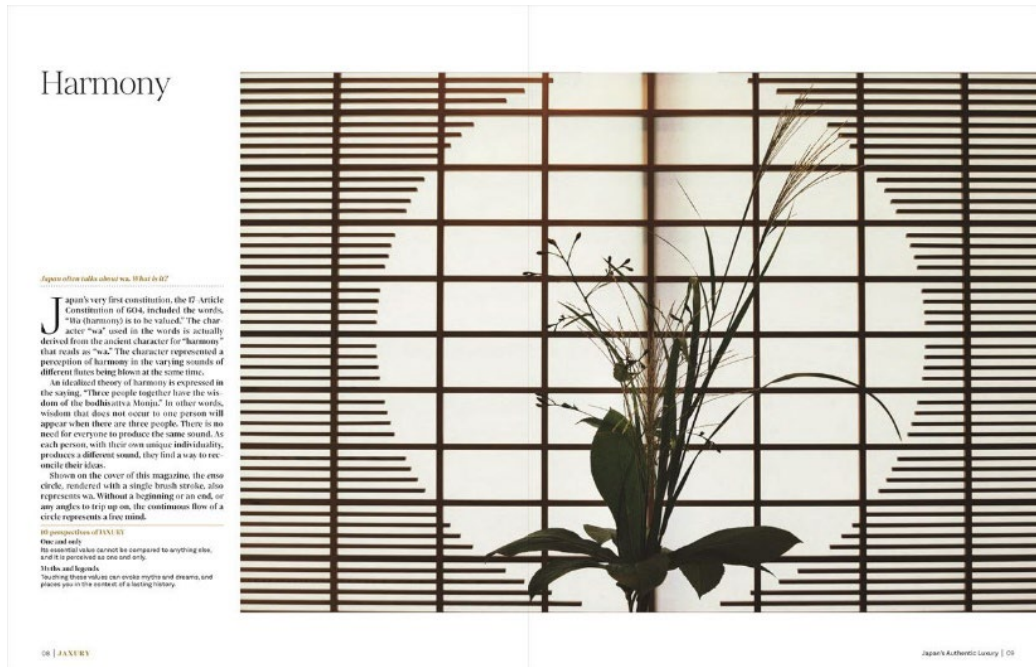 Harmony
Japan often talks about wa. What is it?
Japan's very first constitution, the 17-Article
Constitution of 604, included the words,
"Wa (harmony) is to be valued." The char-
acter "wa" used in the words is actually
derived from the ancient character for "harmony"
that reads as "wa." The character represented a
perception of harmony in the varying sounds of
different flutes being blown at the same time.
An idealized theory of harmony is expressed in
the saying, "Three people together have the wis-
dom of the bodhisattva Monju." In other words,
wisdom that does not occur to one person will
appear when there are three people. There is no
need for everyone to produce the same sound. As
each person, with their own unique individuality,
produces a different sound, they find a way to rec-
oncile their ideas.
Shown on the cover of this magazine, the enso
circle, rendered with a single brush stroke, also
represents wa. Without a beginning or an end, or
any angles to trip up on, the continuous flow of a
circle represents a free mind.
10 perspectives of JAXURY
One and only
Its essential value cannot be compared to anything else,
and it is perceived as one and only.
Myths and legends
Touching these values can evoke myths and dreams, and
places you in the context of a lasting history.
08 | JAXURY
Japan's Authentic Luxury | 09